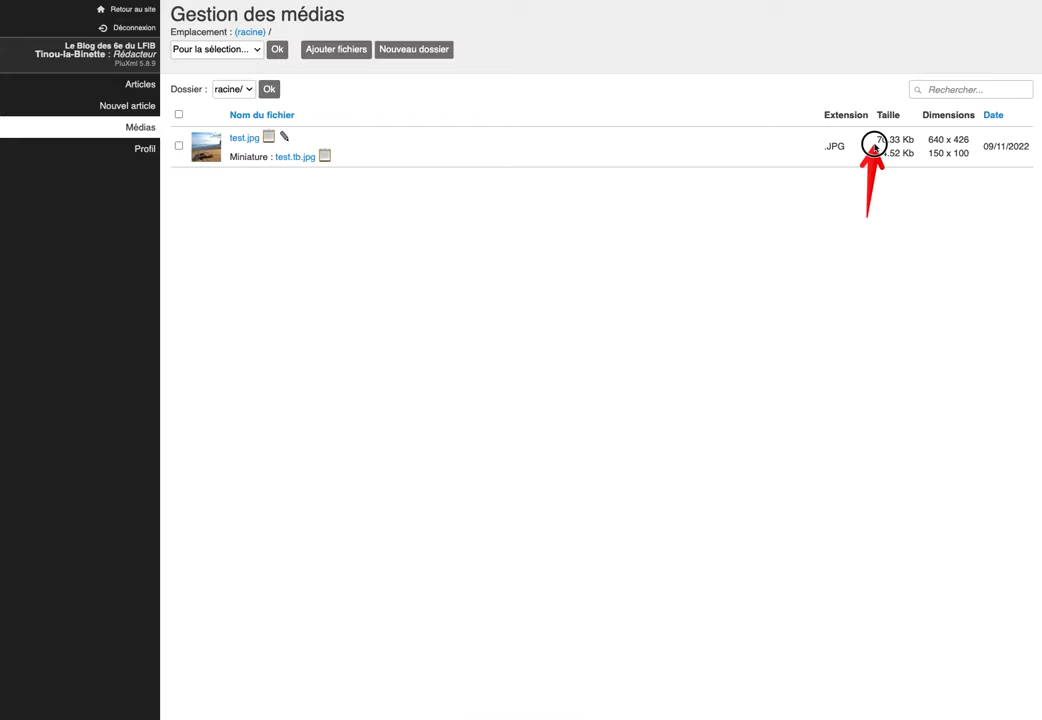 Retour au site
Déconnexion
Le Blog des 6e du LFIB
Tinou-la-Binette : Rédacteur
PluXml 5.8.9
Articles
Nouvel article
Médias
Profil
Gestion des médias
Emplacement : (racine) /
Pour la sélection... Ok Ajouter fichiers Nouveau dossier
Dossier : racine/ Ok Rechercher...
Nom du fichier Extension Taille Dimensions Date
test.jpg .JPG 640 x 426 09/11/2022
Miniature : test.tb.jpg Kb 150 x 100